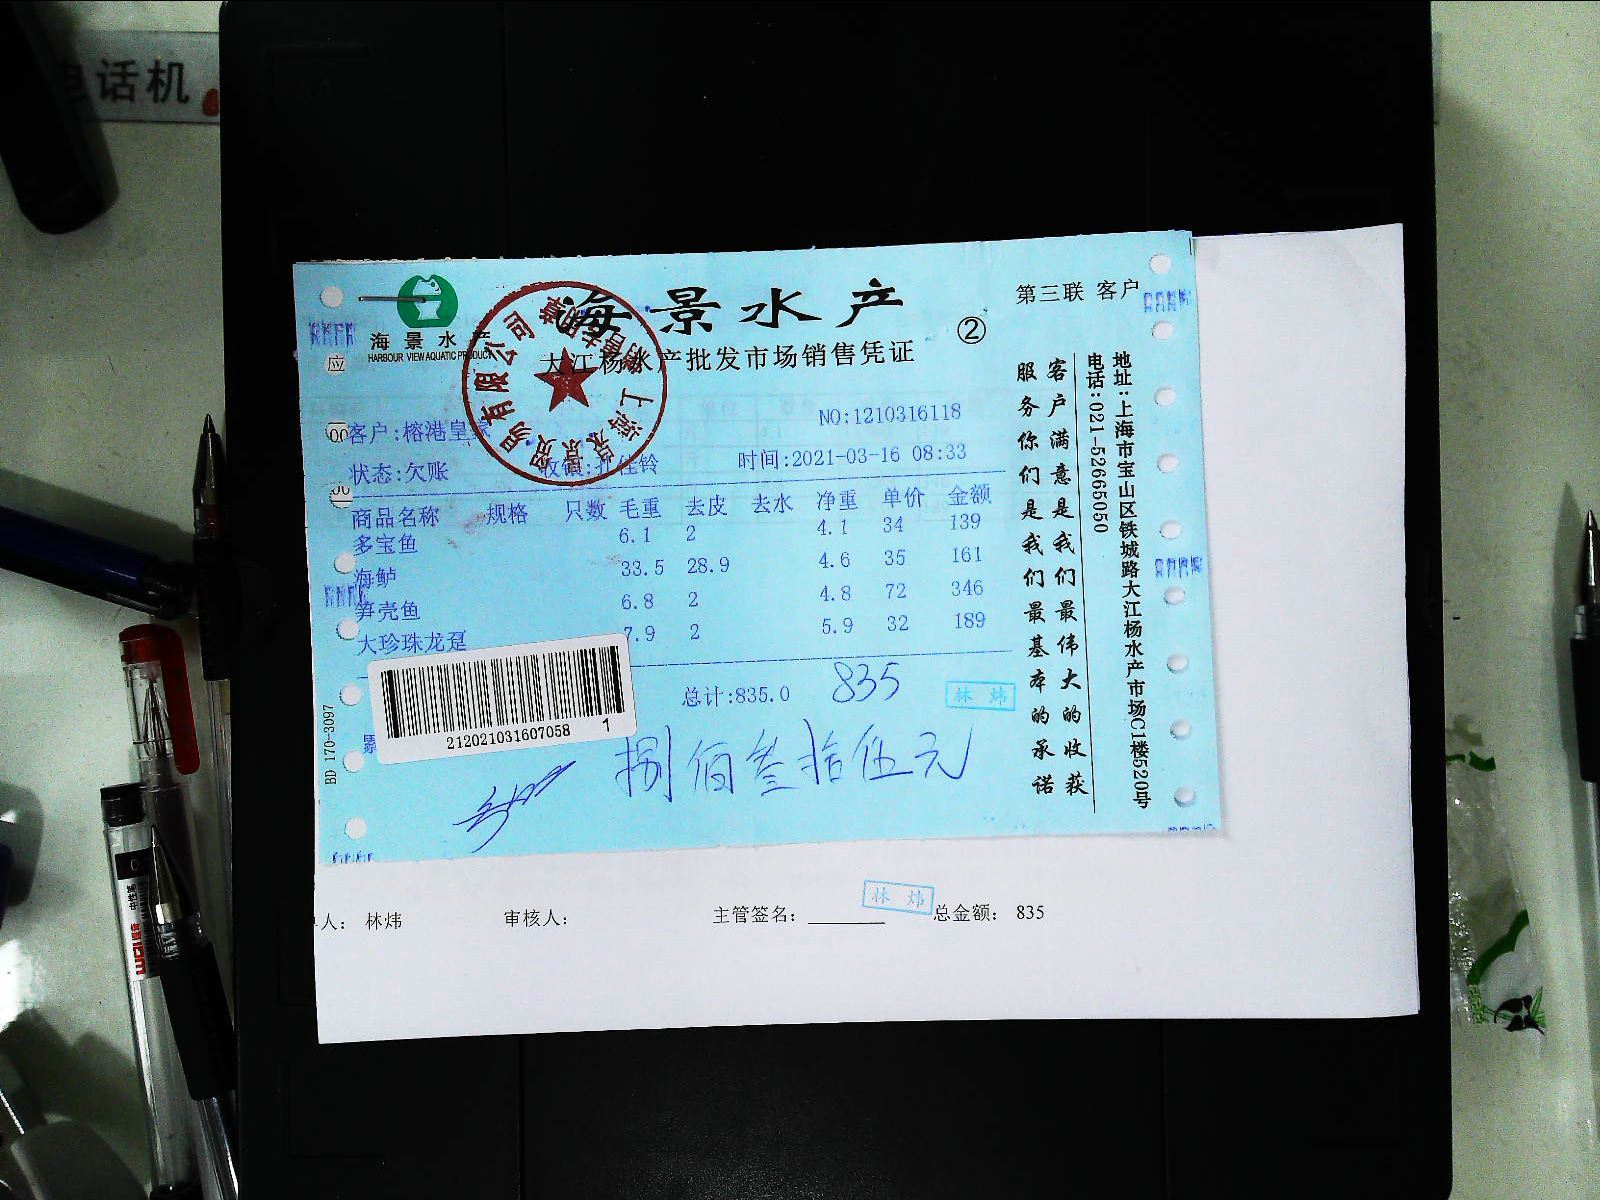 电话机
海景水产
HARBOUR VIEW AQUATIC PRODUCT
海景水产
大江杨水产批发市场销售凭证
②
第三联 客户
应
客户:榕港皇
NO:1210316118
状态:欠账
佳铃
时间:2021-03-16 08:33
商品名称 规格 只数 毛重 去皮 去水 净重 单价 金额
多宝鱼 6.1 2 4.1 34 139
海鲈 33.5 28.9 4.6 35 161
笋壳鱼 6.8 2 4.8 72 346
大珍珠龙趸 7.9 2 5.9 32 189
总计:835.0
835
林炜
212021031607058 1
捌佰叁拾伍元
BD 170-3097
客户满意是我们最伟大的收获
服务你们是我们最基本的承诺
地址:上海市宝山区铁城路大江杨水产市场C1楼520号
电话:021-52665050
人: 林炜
审核人:
主管签名:
林炜
总金额: 835